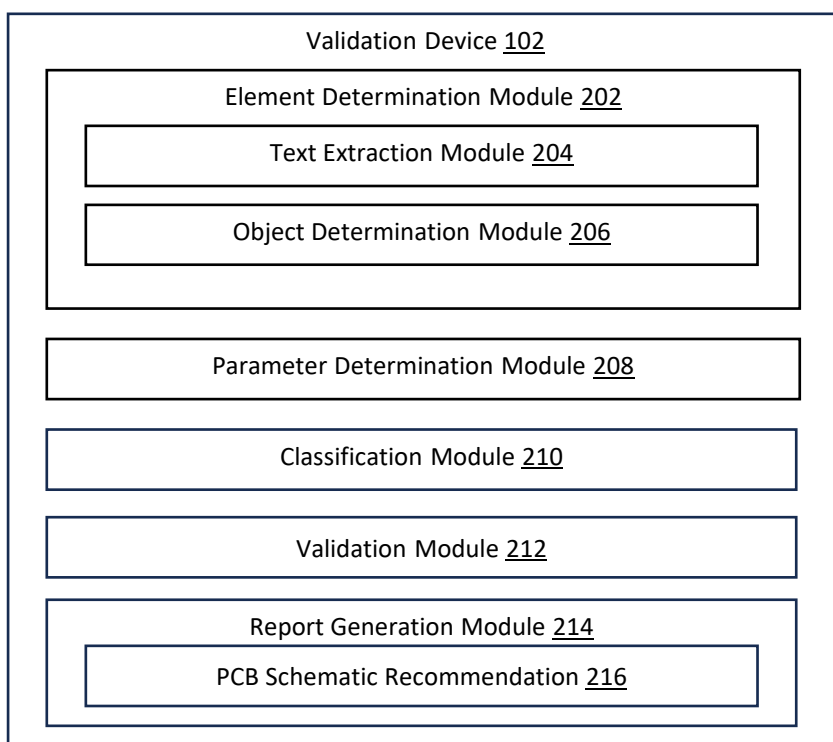 Validation Device 102
Element Determination Module 202
Text Extraction Module 204
Object Determination Module 206
Parameter Determination Module 208
Classification Module 210
Validation Module 212
Report Generation Module 214
PCB Schematic Recommendation 216